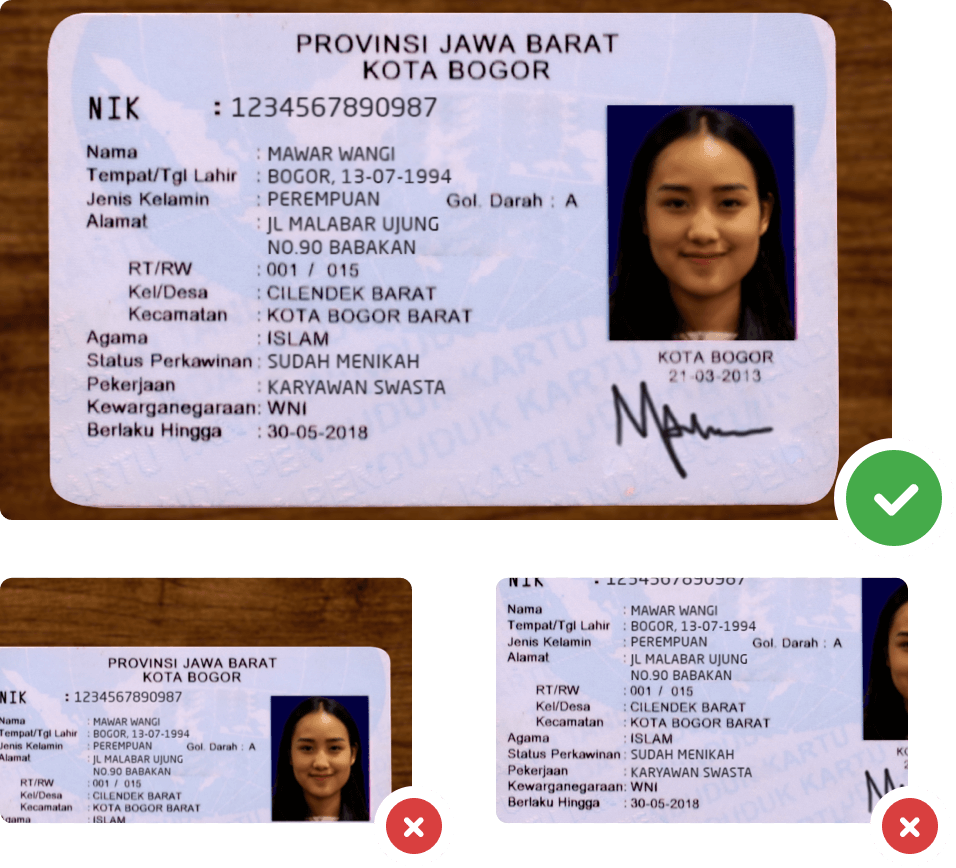 PROVINSI JAWA BARAT
KOTA BOGOR
NIK : 1234567890987
Nama : MAWAR WANGI
Tempat/Tgl Lahir : BOGOR, 13-07-1994
Jenis Kelamin : PEREMPUAN Gol. Darah : A
Alamat : JL MALABAR UJUNG
NO.90 BABAKAN
RT/RW : 001 / 015
Kel/Desa : CILENDEK BARAT
Kecamatan : KOTA BOGOR BARAT
Agama : ISLAM
Status Perkawinan : SUDAH MENIKAH
Pekerjaan : KARYAWAN SWASTA
Kewarganegaraan: WNI
Berlaku Hingga : 30-05-2018
KOTA BOGOR
21-03-2013
PROVINSI JAWA BARAT
KOTA BOGOR
NIK : 1234567890987
Nama : MAWAR WANGI
Tempat/Tgl Lahir : BOGOR, 13-07-1994
Jenis Kelamin : PEREMPUAN Gol. Darah : A
Alamat : JL MALABAR UJUNG
NO.90 BABAKAN
RT/RW : 001 / 015
Kel/Desa : CILENDEK BARAT
Kecamatan : KOTA BOGOR BARAT
Agama : ISLAM
NIK : 1234567890987
Nama : MAWAR WANGI
Tempat/Tgl Lahir : BOGOR, 13-07-1994
Jenis Kelamin : PEREMPUAN Gol. Darah : A
Alamat : JL MALABAR UJUNG
NO.90 BABAKAN
RT/RW : 001 / 015
Kel/Desa : CILENDEK BARAT
Kecamatan : KOTA BOGOR BARAT
Agama : ISLAM
Status Perkawinan : SUDAH MENIKAH
Pekerjaan : KARYAWAN SWASTA
Kewarganegaraan: WNI
Berlaku Hingga : 30-05-2018